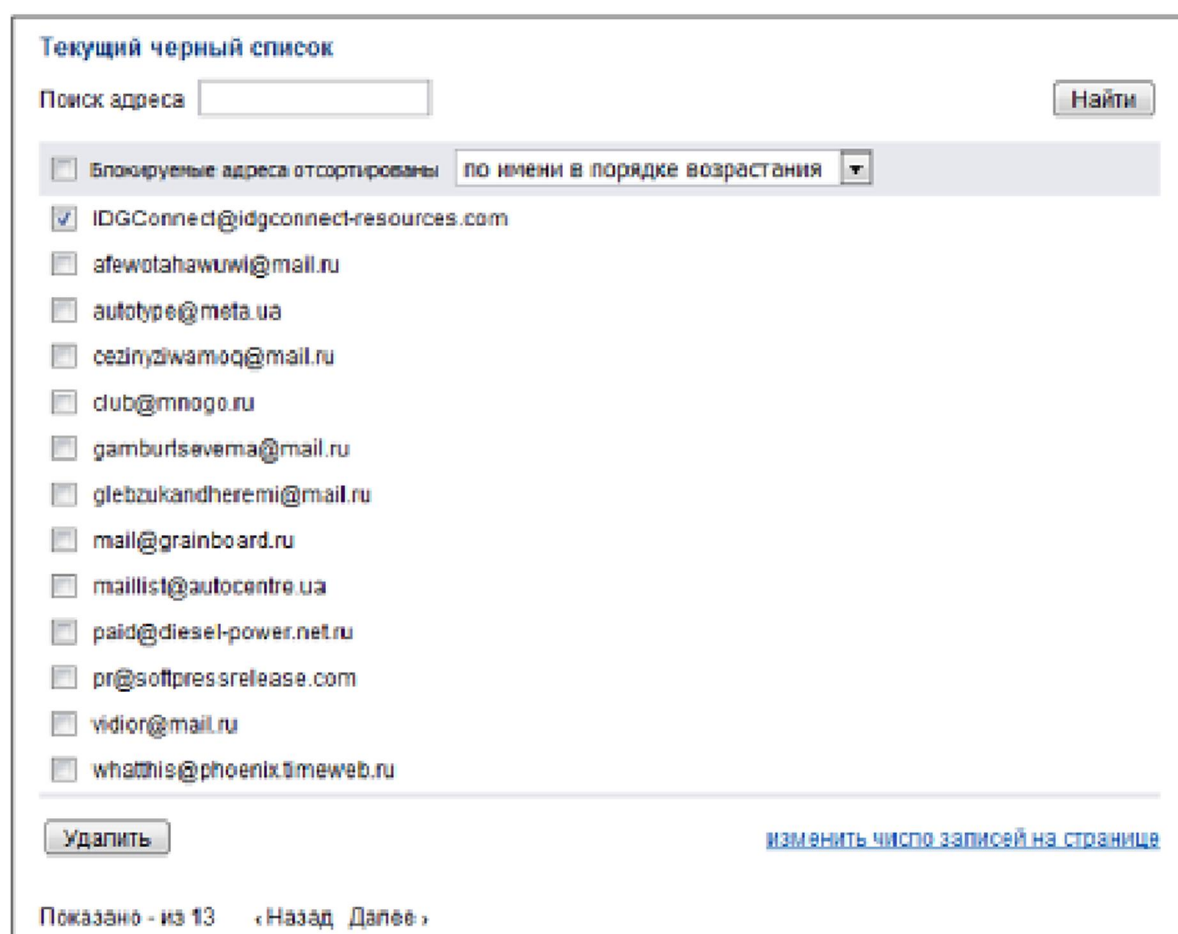 Текущий черный список
Поиск адреса Найти
Блокируемые адреса отсортированы по имени в порядке возрастания
IDGConnect@idgconnect-resources.com
afewotahawuwi@mail.ru
autotype@meta.ua
cezinyziwamoq@mail.ru
club@mnogo.ru
gamburtsevema@mail.ru
glebzukandheremi@mail.ru
mail@grainboard.ru
maillist@autocentre.ua
paid@diesel-power.net.ru
pr@softpressrelease.com
vidior@mail.ru
whatthis@phoenix.timeweb.ru
Удалить изменить число записей на странице
Показано - из 13 ‹ Назад Далее ›